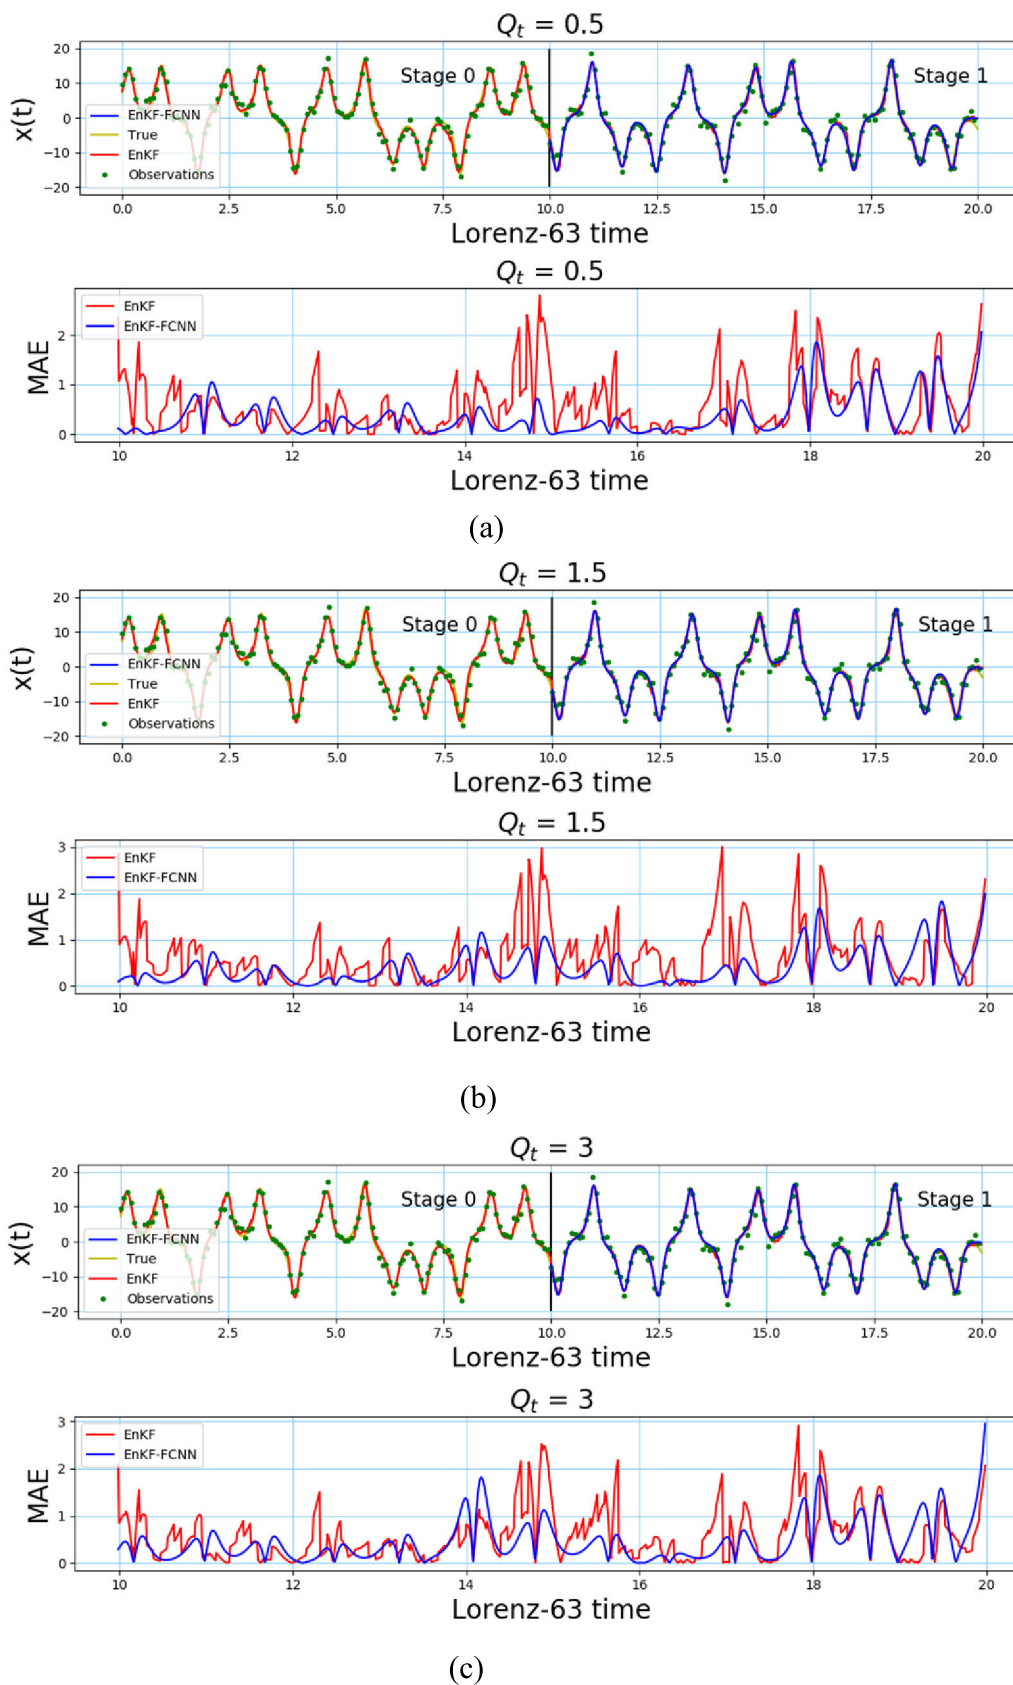 Qt = 0.5
20
10
0
−10
−20
x(t)
Stage 0
Stage 1
EnKF-FCNN
True
EnKF
Observations
0.0 2.5 5.0 7.5 10.0 12.5 15.0 17.5 20.0
Lorenz-63 time
Qt = 0.5
EnKF
EnKF-FCNN
2
1
0
MAE
10 12 14 16 18 20
Lorenz-63 time
(a)
Qt = 1.5
20
10
0
−10
−20
x(t)
Stage 0
Stage 1
EnKF-FCNN
True
EnKF
Observations
0.0 2.5 5.0 7.5 10.0 12.5 15.0 17.5 20.0
Lorenz-63 time
Qt = 1.5
3
2
1
0
MAE
EnKF
EnKF-FCNN
10 12 14 16 18 20
Lorenz-63 time
(b)
Qt = 3
20
10
0
−10
−20
x(t)
Stage 0
Stage 1
EnKF-FCNN
True
EnKF
Observations
0.0 2.5 5.0 7.5 10.0 12.5 15.0 17.5 20.0
Lorenz-63 time
Qt = 3
3
2
1
0
MAE
EnKF
EnKF-FCNN
10 12 14 16 18 20
Lorenz-63 time
(c)